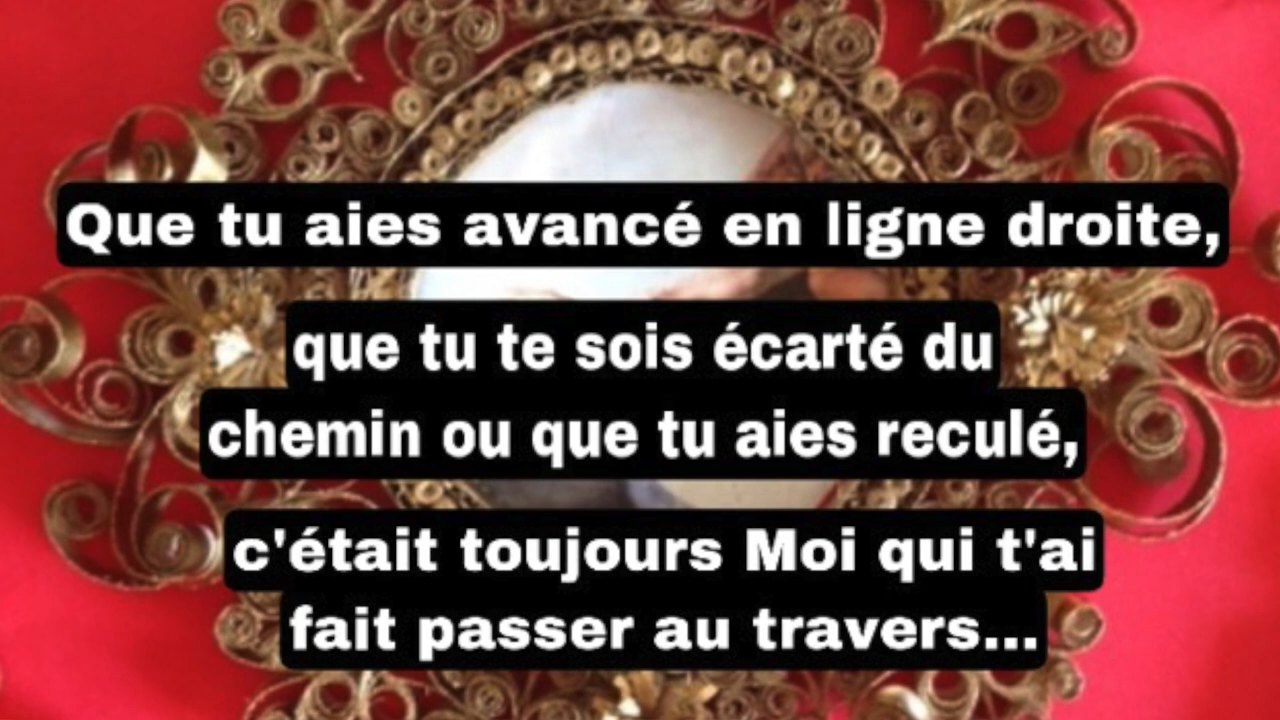 Que tu aies avancé en ligne droite,
que tu te sois écarté du
chemin ou que tu aies reculé,
c'était toujours Moi qui t'ai
fait passer au travers...